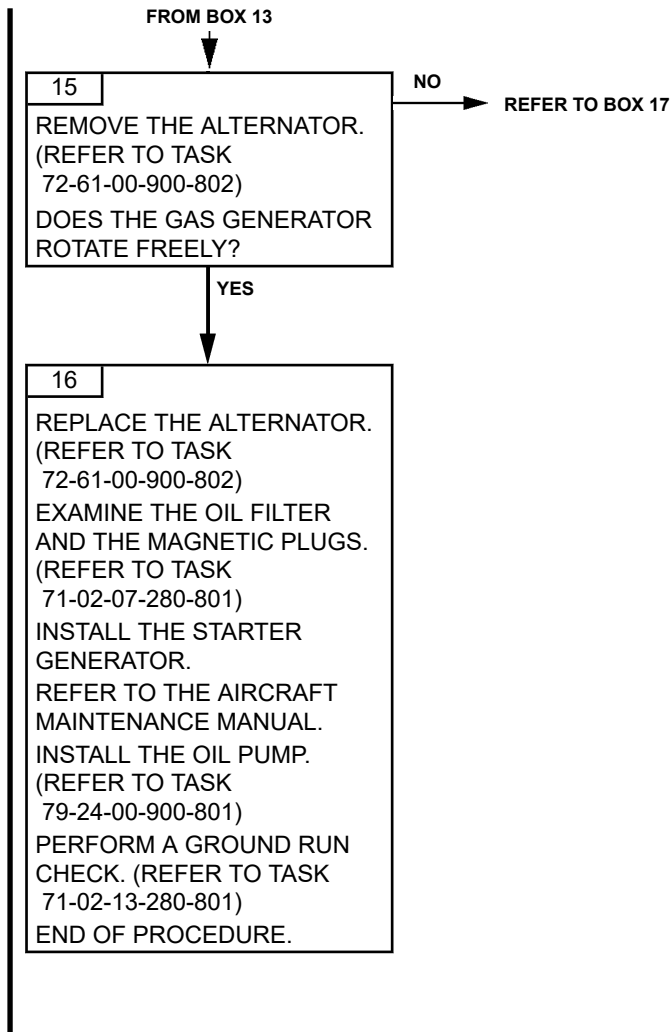 FROM BOX 13
15
REMOVE THE ALTERNATOR.
(REFER TO TASK
72-61-00-900-802)
DOES THE GAS GENERATOR
ROTATE FREELY?
NO
REFER TO BOX 17
YES
16
REPLACE THE ALTERNATOR.
(REFER TO TASK
72-61-00-900-802)
EXAMINE THE OIL FILTER
AND THE MAGNETIC PLUGS.
(REFER TO TASK
71-02-07-280-801)
INSTALL THE STARTER
GENERATOR.
REFER TO THE AIRCRAFT
MAINTENANCE MANUAL.
INSTALL THE OIL PUMP.
(REFER TO TASK
79-24-00-900-801)
PERFORM A GROUND RUN
CHECK. (REFER TO TASK
71-02-13-280-801)
END OF PROCEDURE.